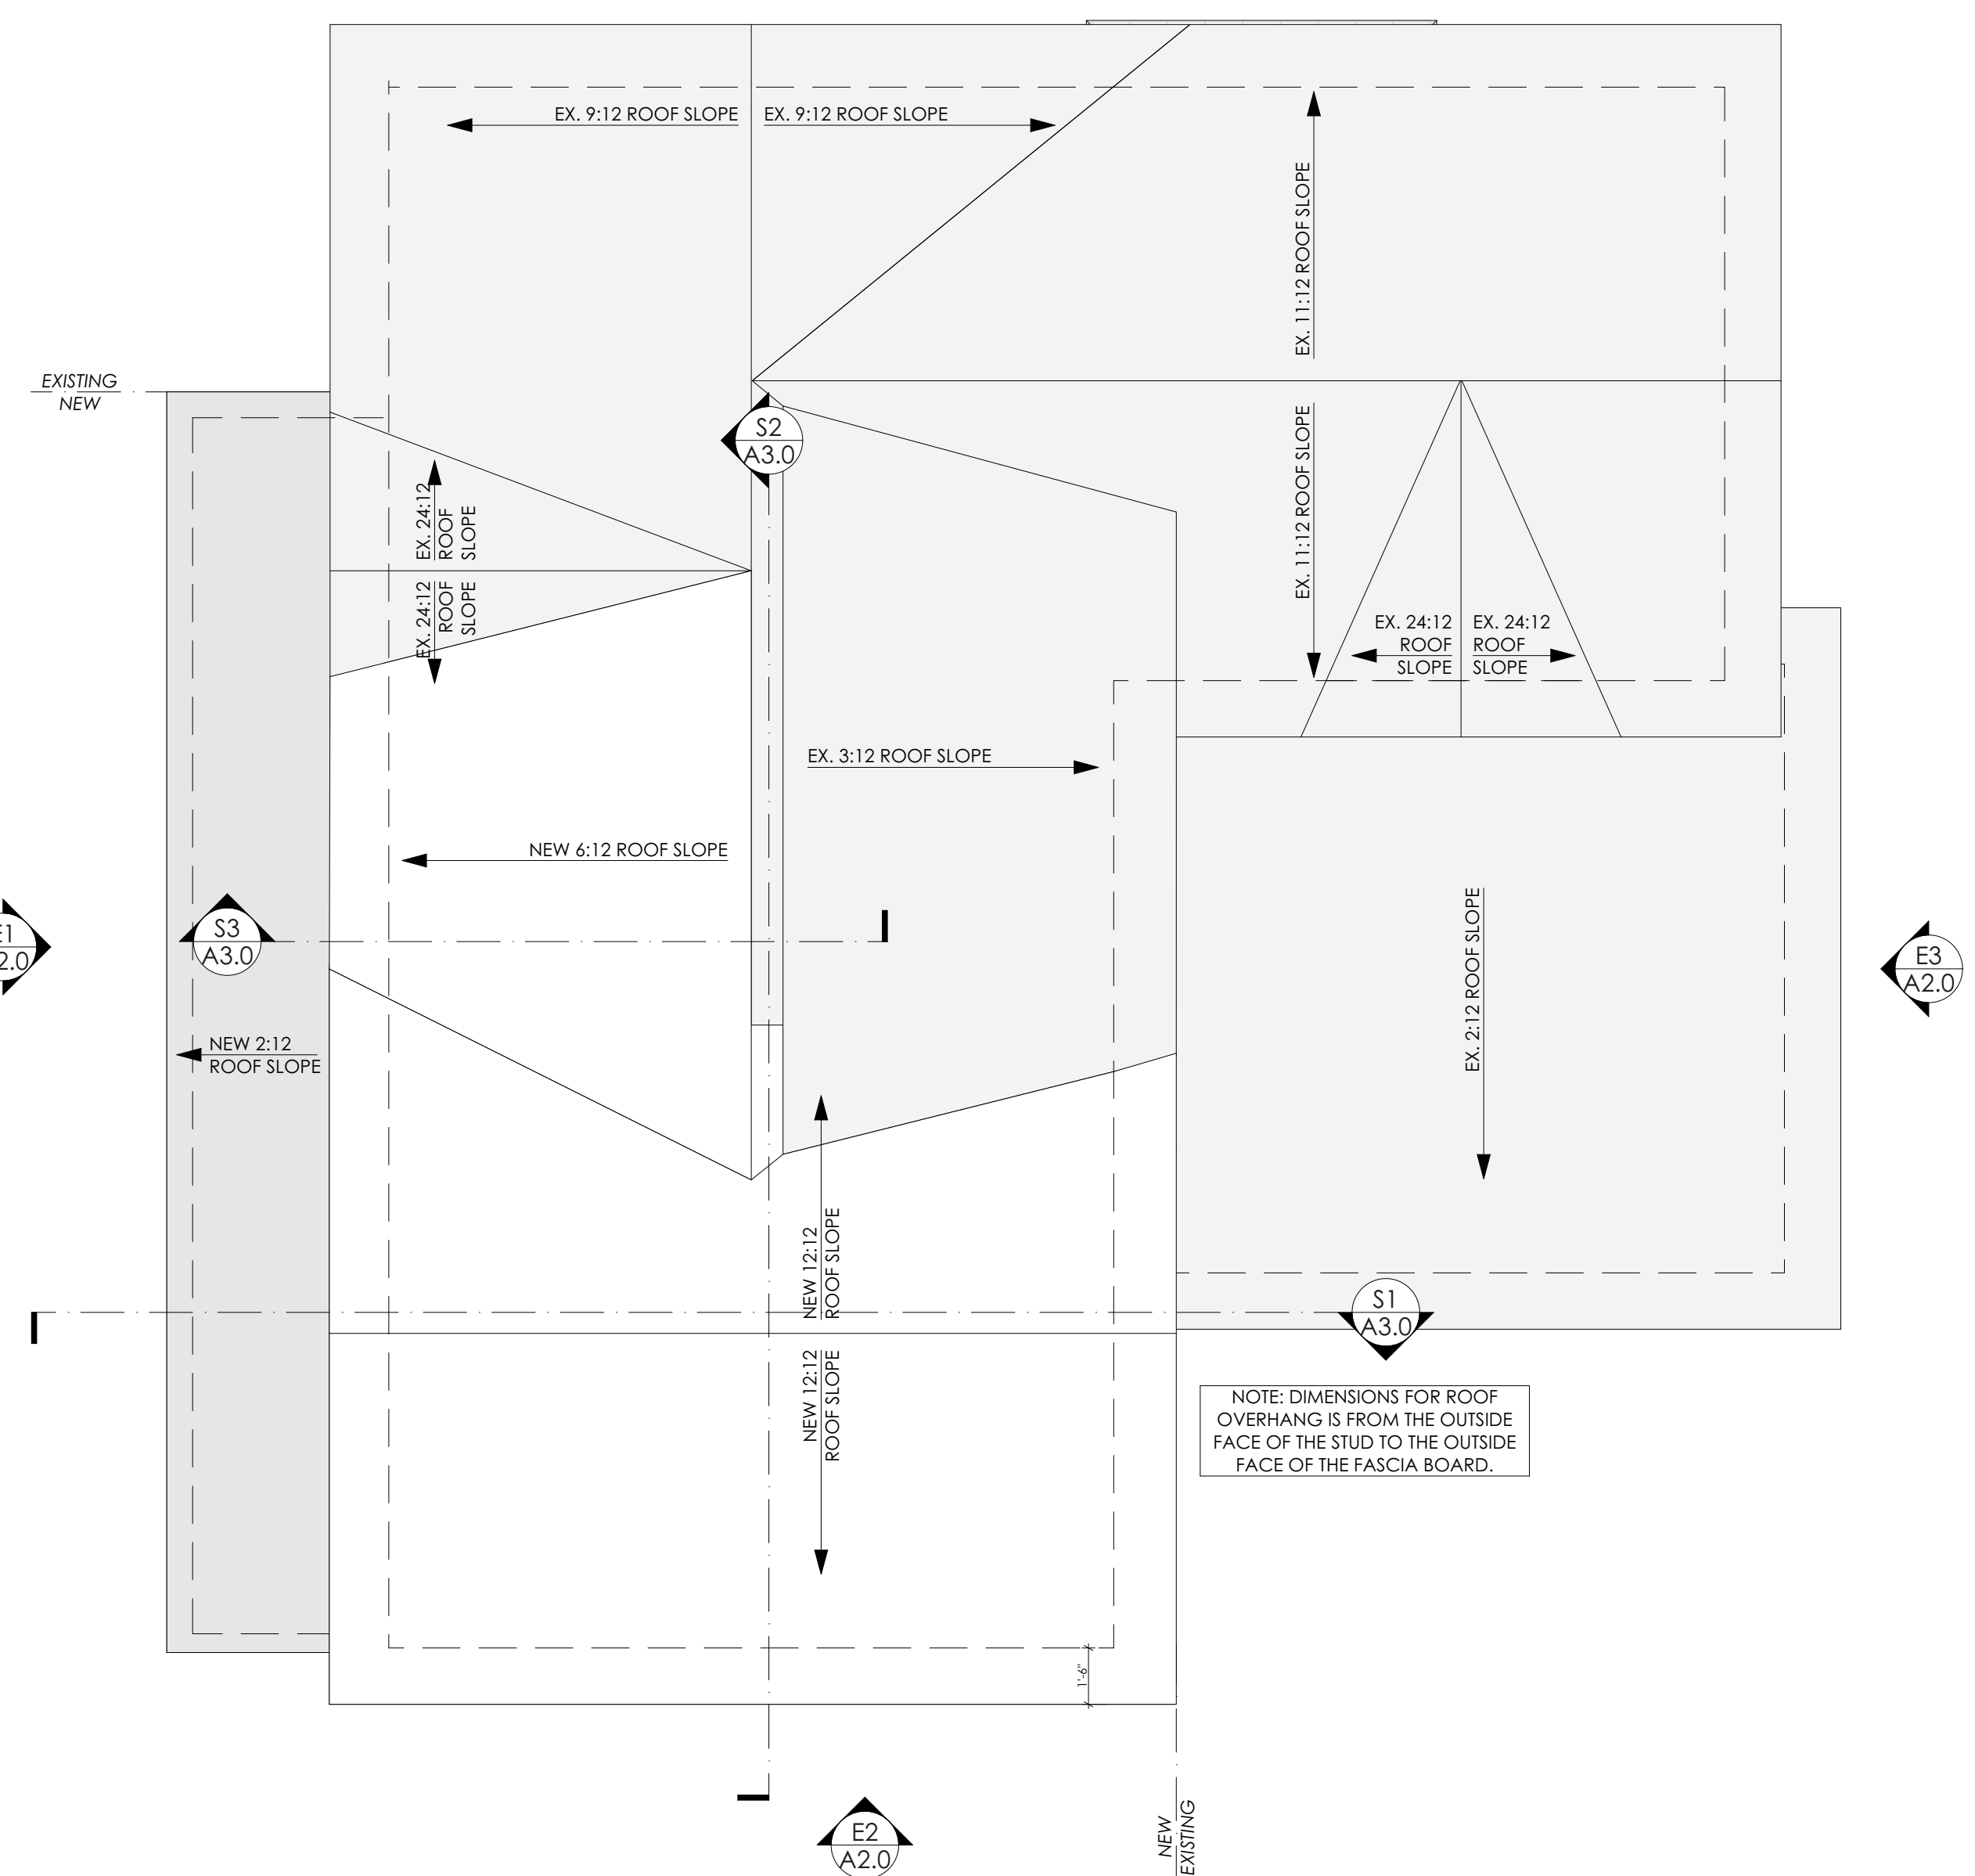 EX. 9:12 ROOF SLOPE
EX. 9:12 ROOF SLOPE
EX. 11:12 ROOF SLOPE
EXISTING
NEW
S2
A3.0
EX. 24:12
ROOF
SLOPE
EX. 24:12
ROOF
SLOPE
EX. 11:12 ROOF SLOPE
EX. 24:12
ROOF
SLOPE
EX. 24:12
ROOF
SLOPE
EX. 3:12 ROOF SLOPE
NEW 6:12 ROOF SLOPE
S3
A3.0
E3
A2.0
EX. 2:12 ROOF SLOPE
NEW 2:12
ROOF SLOPE
NEW 12:12
ROOF SLOPE
S1
A3.0
NEW 12:12
ROOF SLOPE
NOTE: DIMENSIONS FOR ROOF
OVERHANG IS FROM THE OUTSIDE
FACE OF THE STUD TO THE OUTSIDE
FACE OF THE FASCIA BOARD.
1'-6"
E2
A2.0
NEW
EXISTING